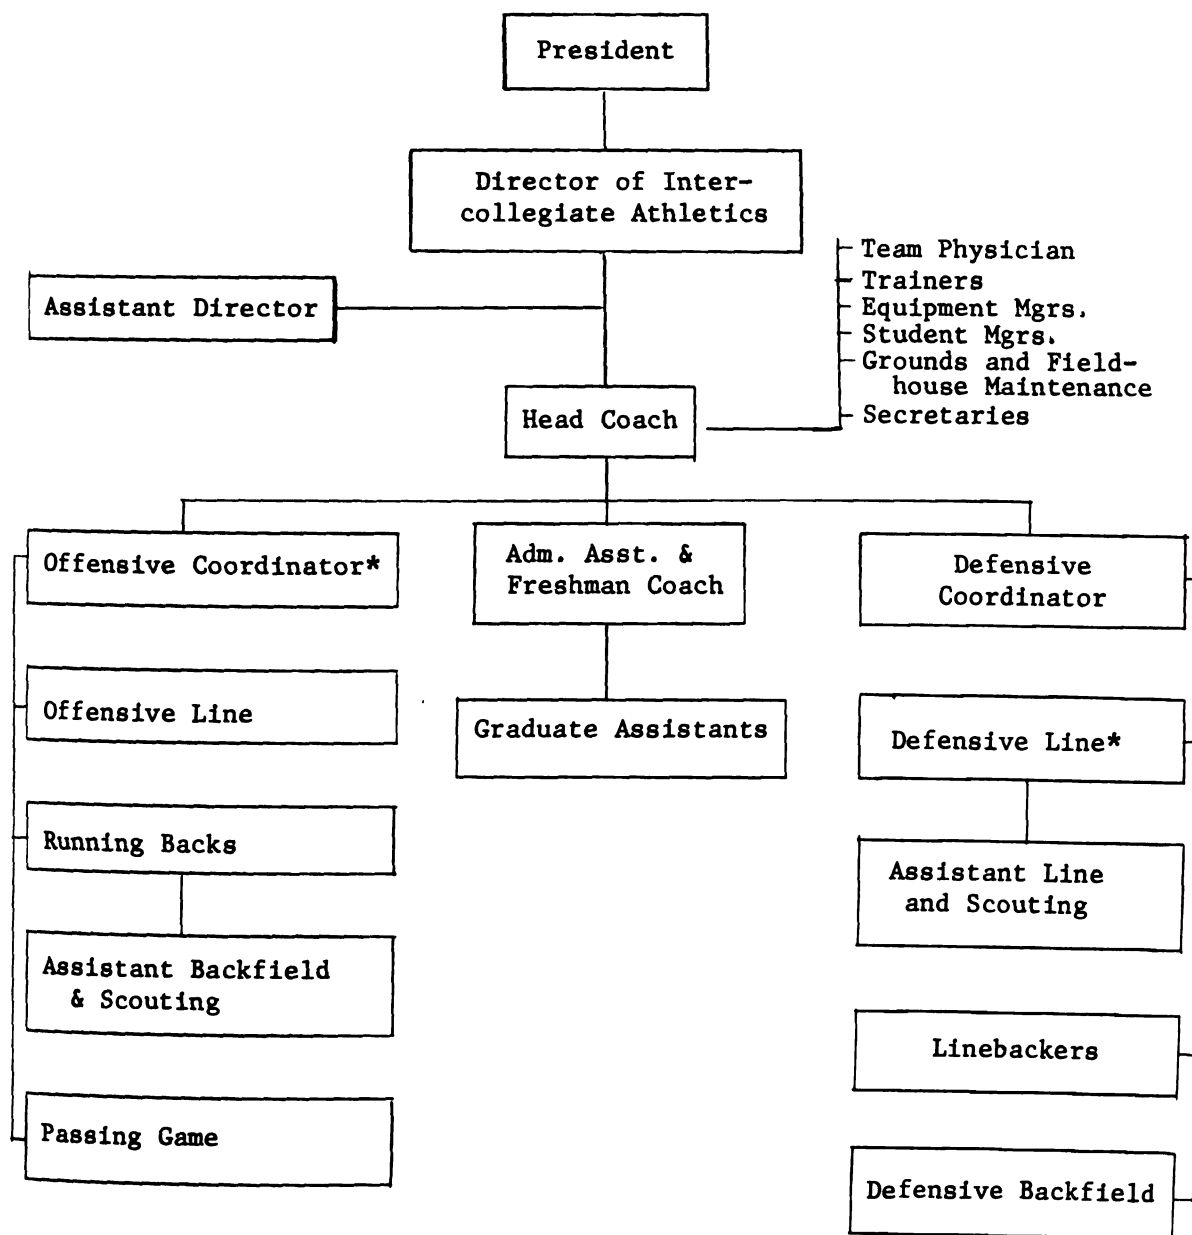 President
Director of Inter-
collegiate Athletics
Assistant Director
Team Physician
Trainers
Equipment Mgrs.
Student Mgrs.
Grounds and Field-
house Maintenance
Secretaries
Head Coach
Offensive Coordinator*
Adm. Asst. &
Freshman Coach
Defensive
Coordinator
Offensive Line
Graduate Assistants
Defensive Line*
Running Backs
Assistant Line
and Scouting
Assistant Backfield
& Scouting
Linebackers
Passing Game
Defensive Backfield